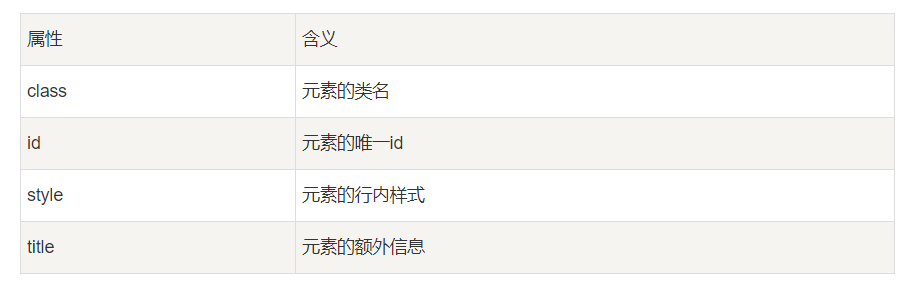 属性 含义
class 元素的类名
id 元素的唯一id
style 元素的行内样式
title 元素的额外信息